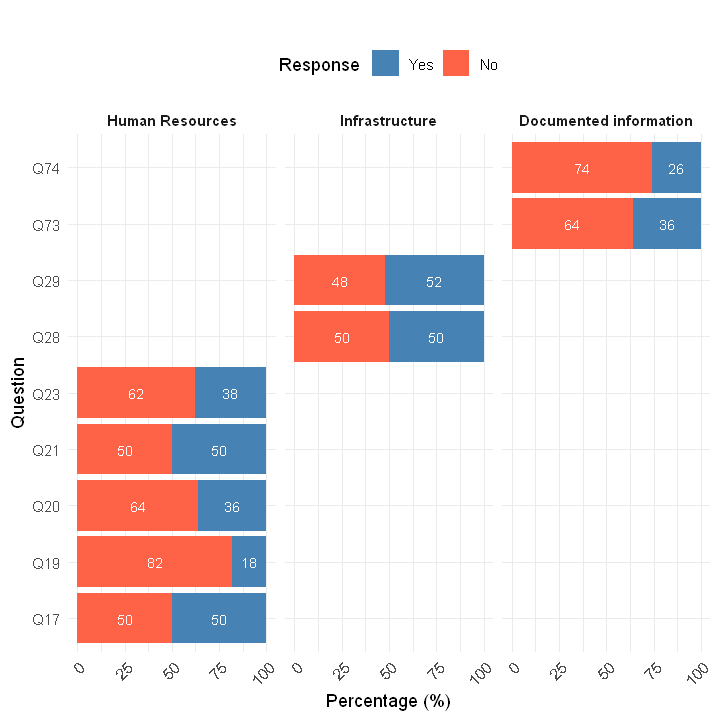 Response Yes No
Human Resources Infrastructure Documented information
Q74 74 26
Q73 64 36
Q29 48 52
Q28 50 50
Q23 62 38
Q21 50 50
Q20 64 36
Q19 82 18
Q17 50 50
Question
0 25 50 75 100 0 25 50 75 100 0 25 50 75 100
Percentage (%)